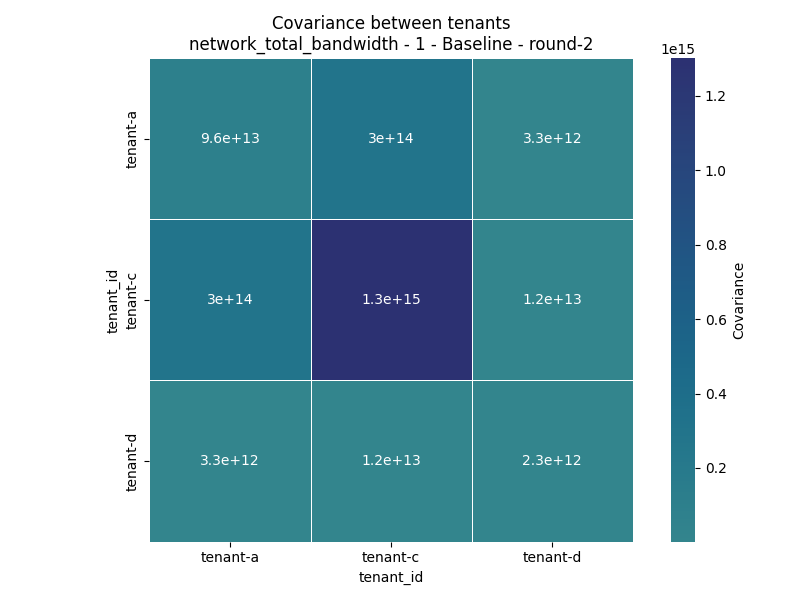 Covariance between tenants
network_total_bandwidth - 1 - Baseline - round-2
1e15
tenant-a
9.6e+13
3e+14
3.3e+12
1.2
1.0
tenant_id
tenant-c
3e+14
1.3e+15
1.2e+13
0.8
Covariance
0.6
0.4
tenant-d
3.3e+12
1.2e+13
2.3e+12
0.2
tenant-a
tenant-c
tenant-d
tenant_id